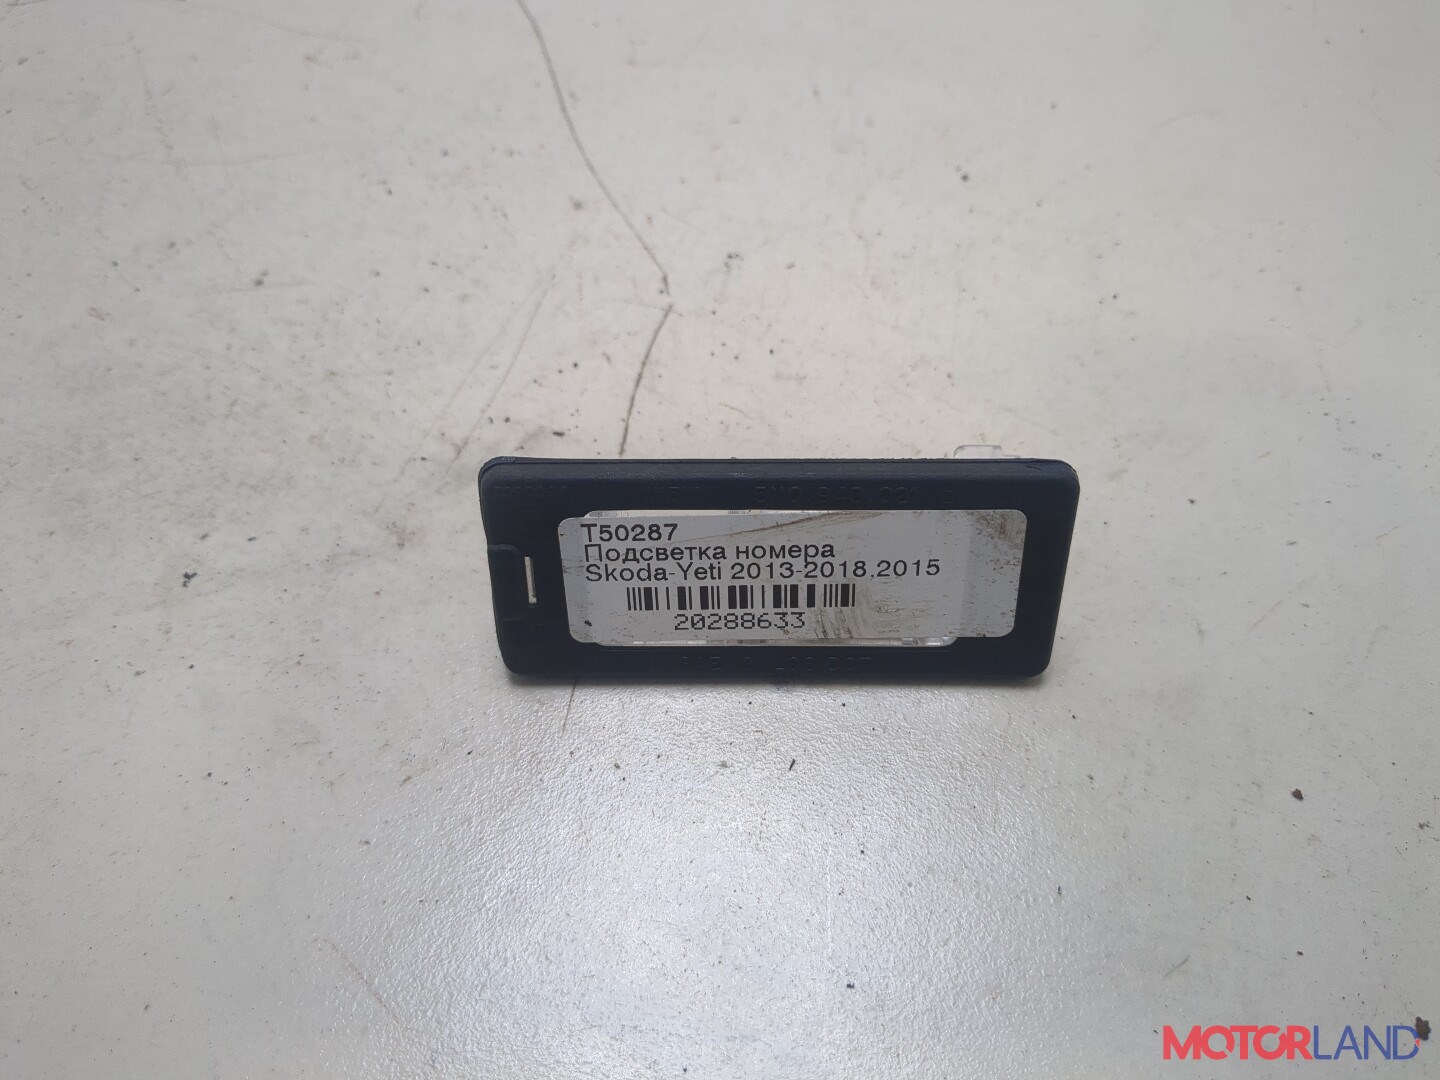 T50287
Подсветка номера
Skoda-Yeti 2013-2018,2015
20288633
MOTORLAND